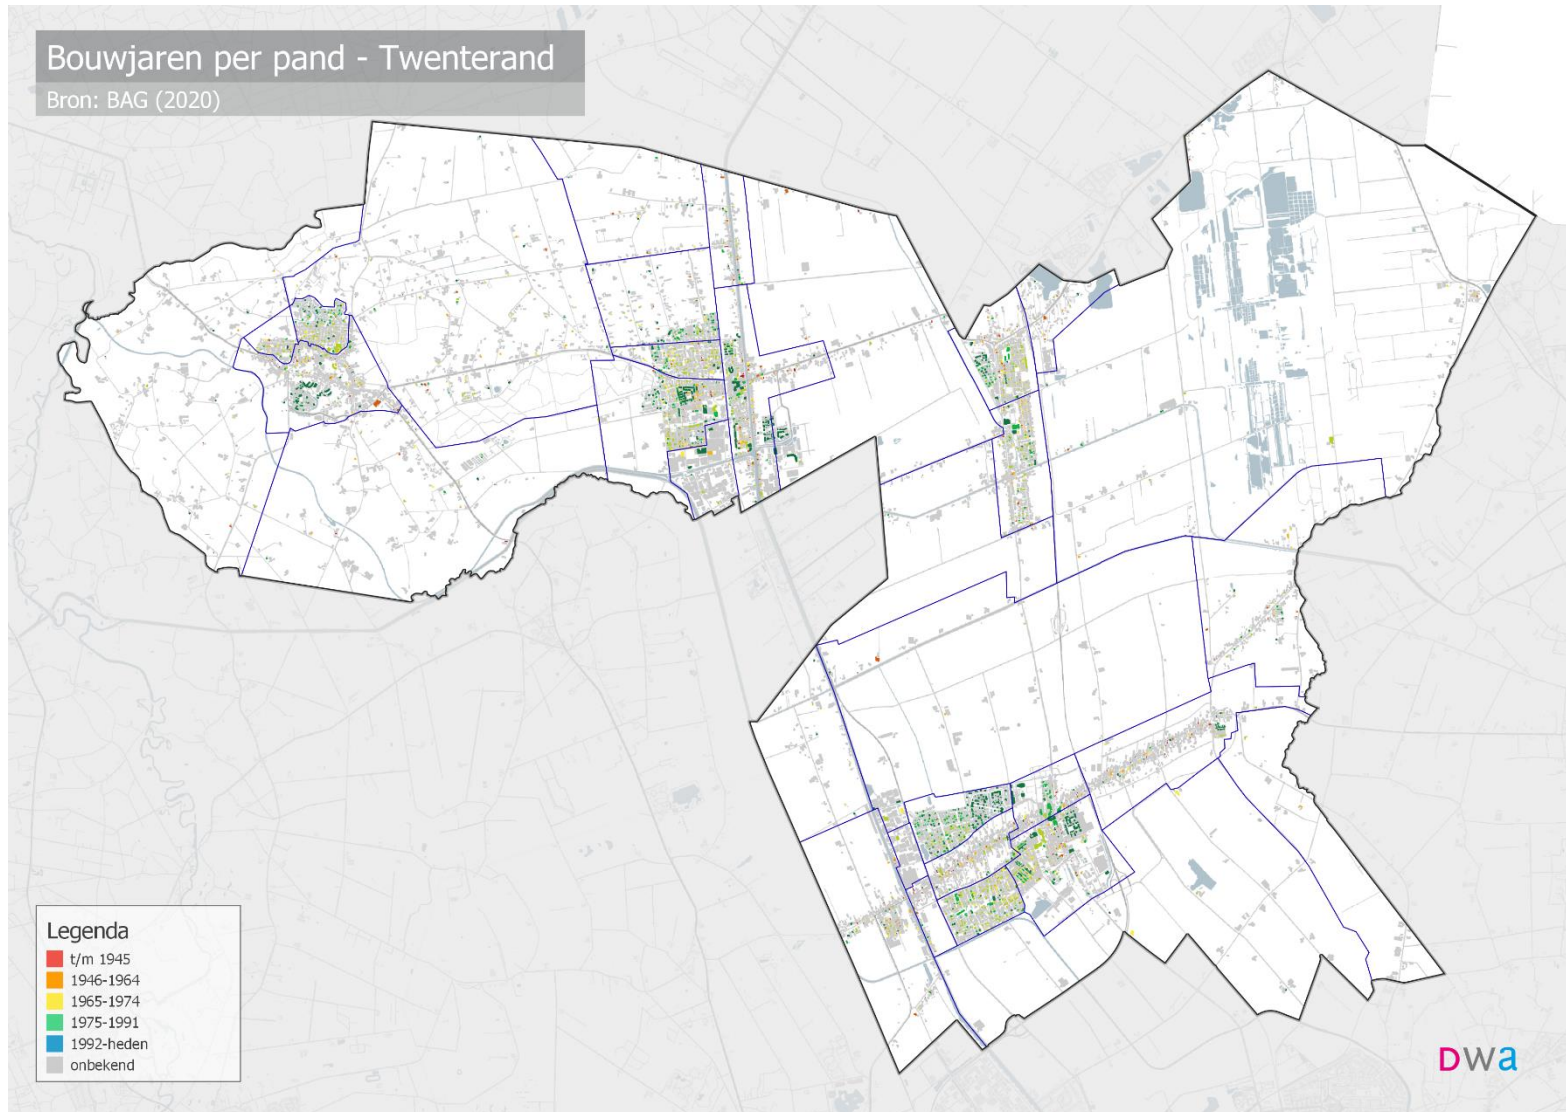 Bouwjaren per pand - Twenterand
Bron: BAG (2020)
Legenda
t/m 1945
1946-1964
1965-1974
1975-1991
1992-heden
onbekend
DWa